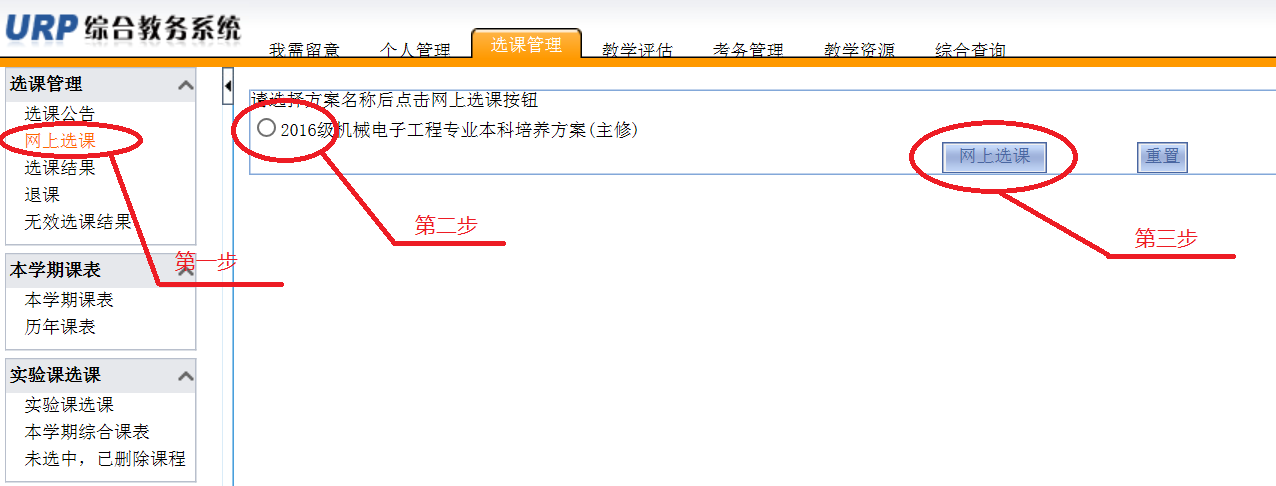 URP 综合教务系统
我需留意 个人管理 选课管理 教学评估 考务管理 教学资源 综合查询
选课管理
选课公告
网上选课
选课结果
退课
无效选课结果
第一步
本学期课表
本学期课表
历年课表
实验课选课
实验课选课
本学期综合课表
未选中，已删除课程
请选择方案名称后点击网上选课按钮
2016级机械电子工程专业本科培养方案(主修)
网上选课 重置
第二步
第三步